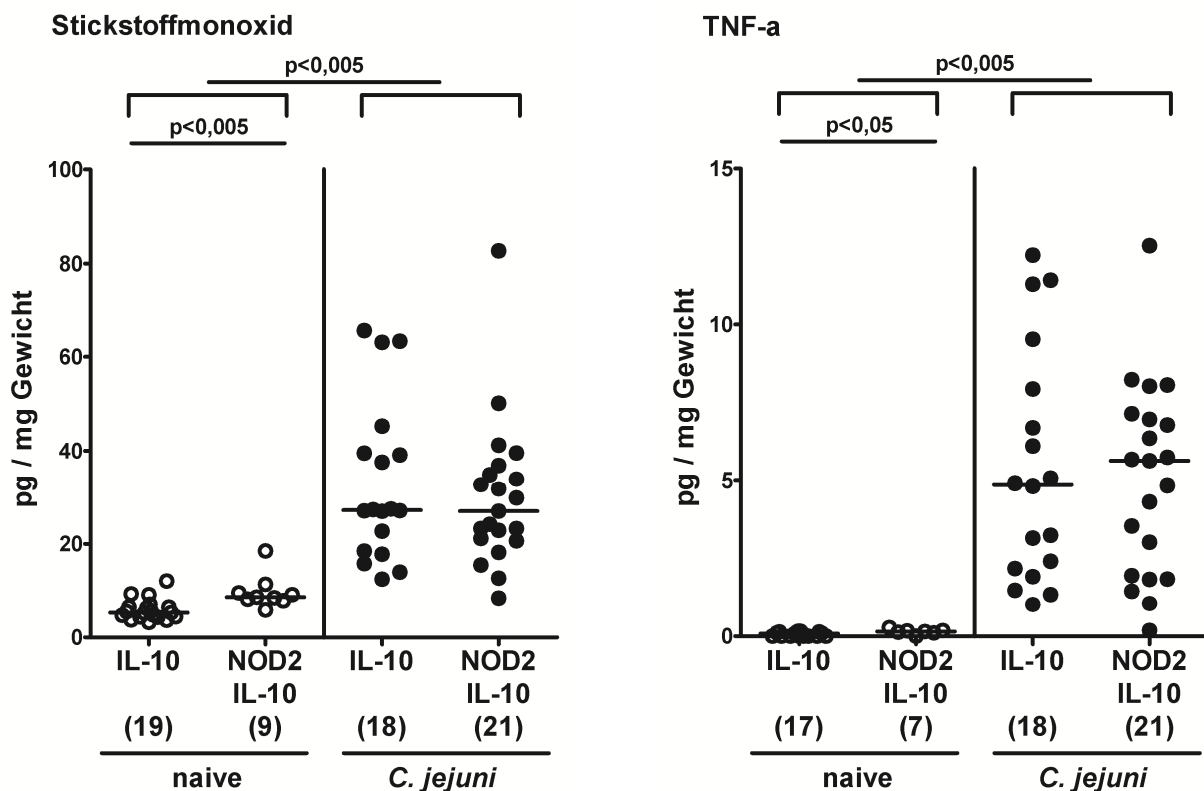 Stickstoffmonoxid
p<0,005
p<0,005
pg / mg Gewicht
100
80
60
40
20
0
IL-10 NOD2 IL-10 NOD2
IL-10 IL-10
(19) (9) (18) (21)
naive C. jejuni
TNF-a
p<0,005
p<0,05
pg / mg Gewicht
15
10
5
0
IL-10 NOD2 IL-10 NOD2
IL-10 IL-10
(17) (7) (18) (21)
naive C. jejuni